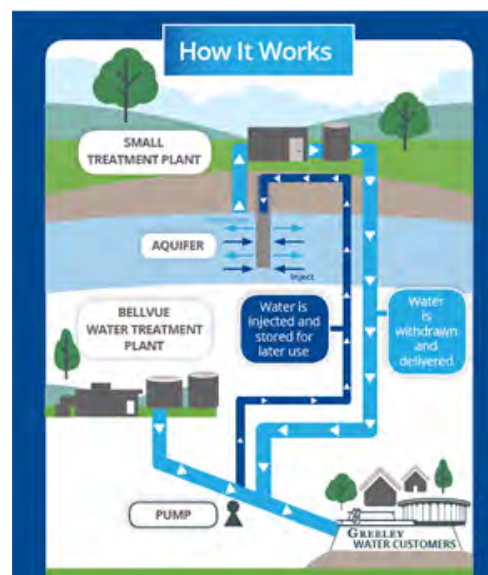 How It Works
SMALL
TREATMENT PLANT
AQUIFER
Inject
BELLVUE
WATER TREATMENT
PLANT
Water is
injected and
stored for
later use
Water
is
withdrawn
and
delivered
PUMP
GREELEY
WATER CUSTOMERS